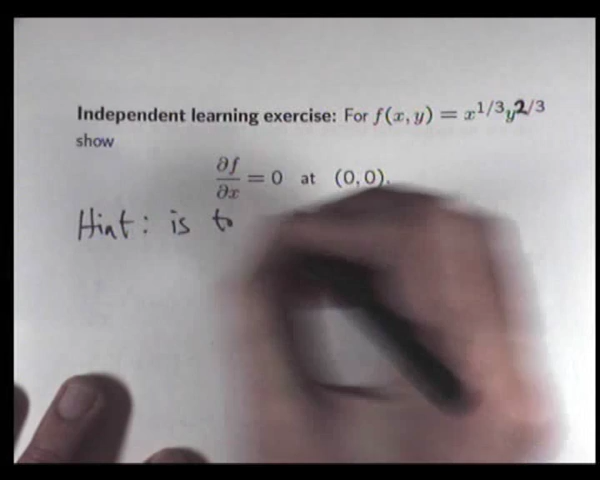 Independent learning exercise: For f(x, y) = x^{1/3}y^{2/3}
show
∂f/∂x = 0 at (0, 0).
Hint: is to